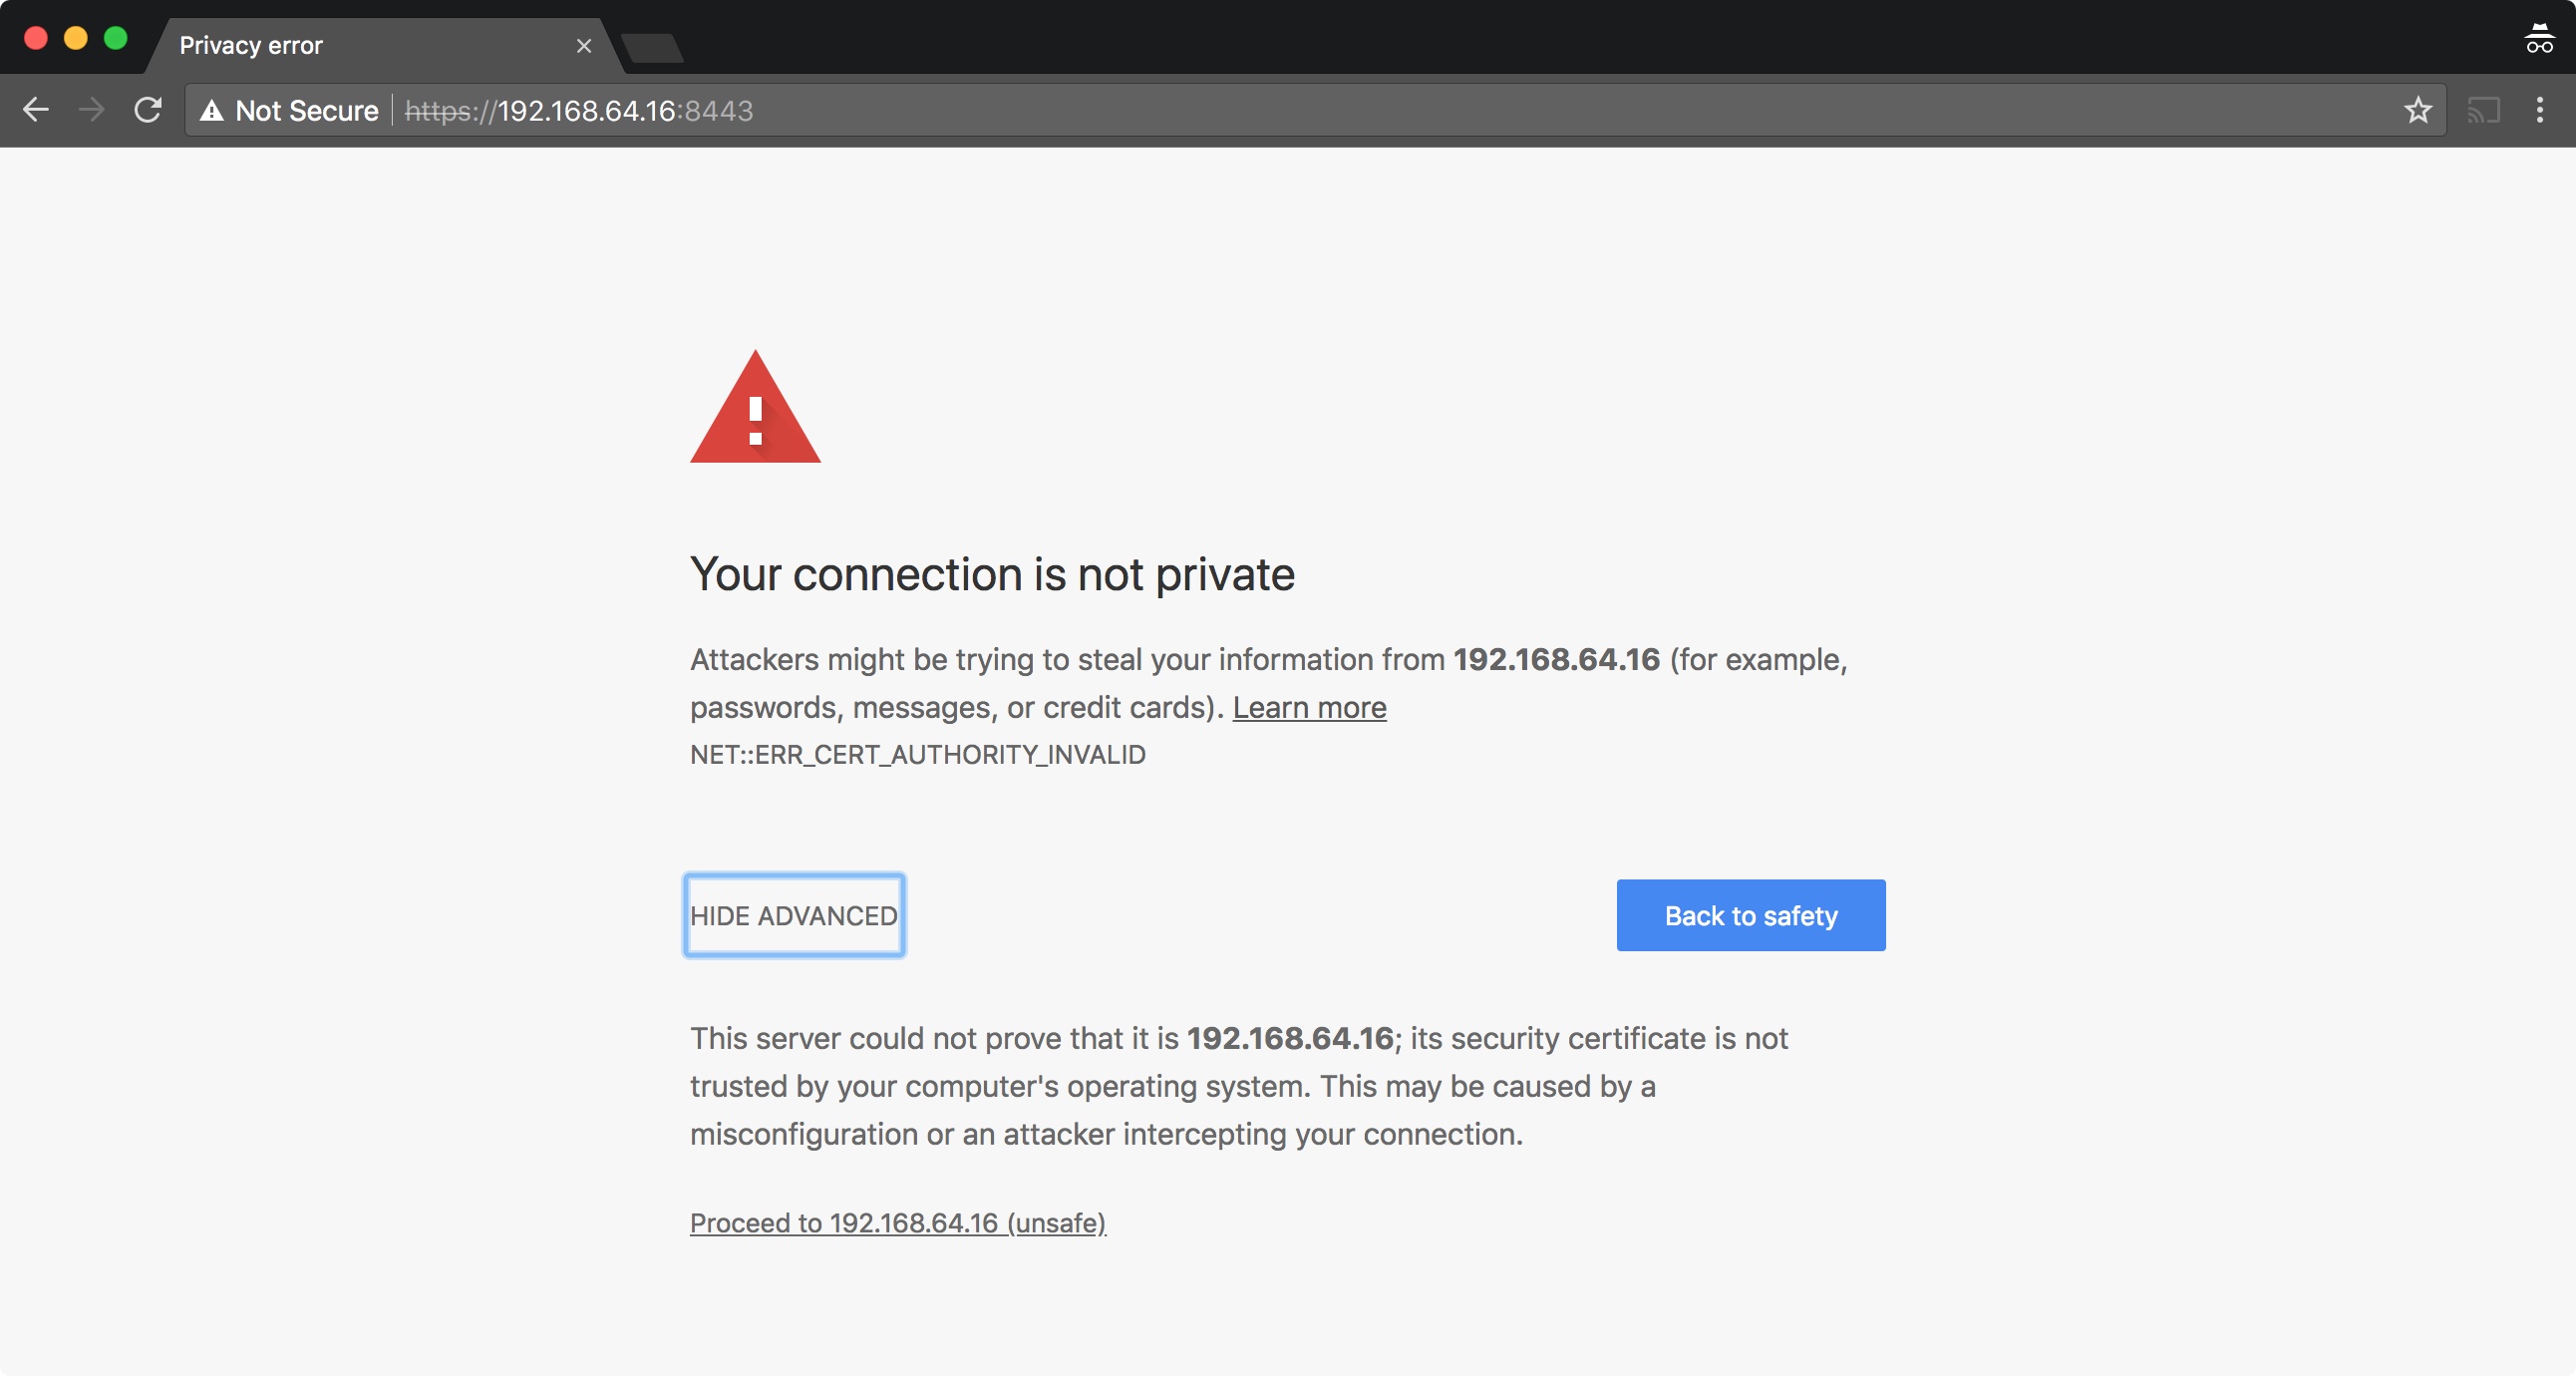 Privacy error
Not Secure https://192.168.64.16:8443
Your connection is not private
Attackers might be trying to steal your information from 192.168.64.16 (for example,
passwords, messages, or credit cards). Learn more
NET::ERR_CERT_AUTHORITY_INVALID
HIDE ADVANCED
Back to safety
This server could not prove that it is 192.168.64.16; its security certificate is not
trusted by your computer's operating system. This may be caused by a
misconfiguration or an attacker intercepting your connection.
Proceed to 192.168.64.16 (unsafe)